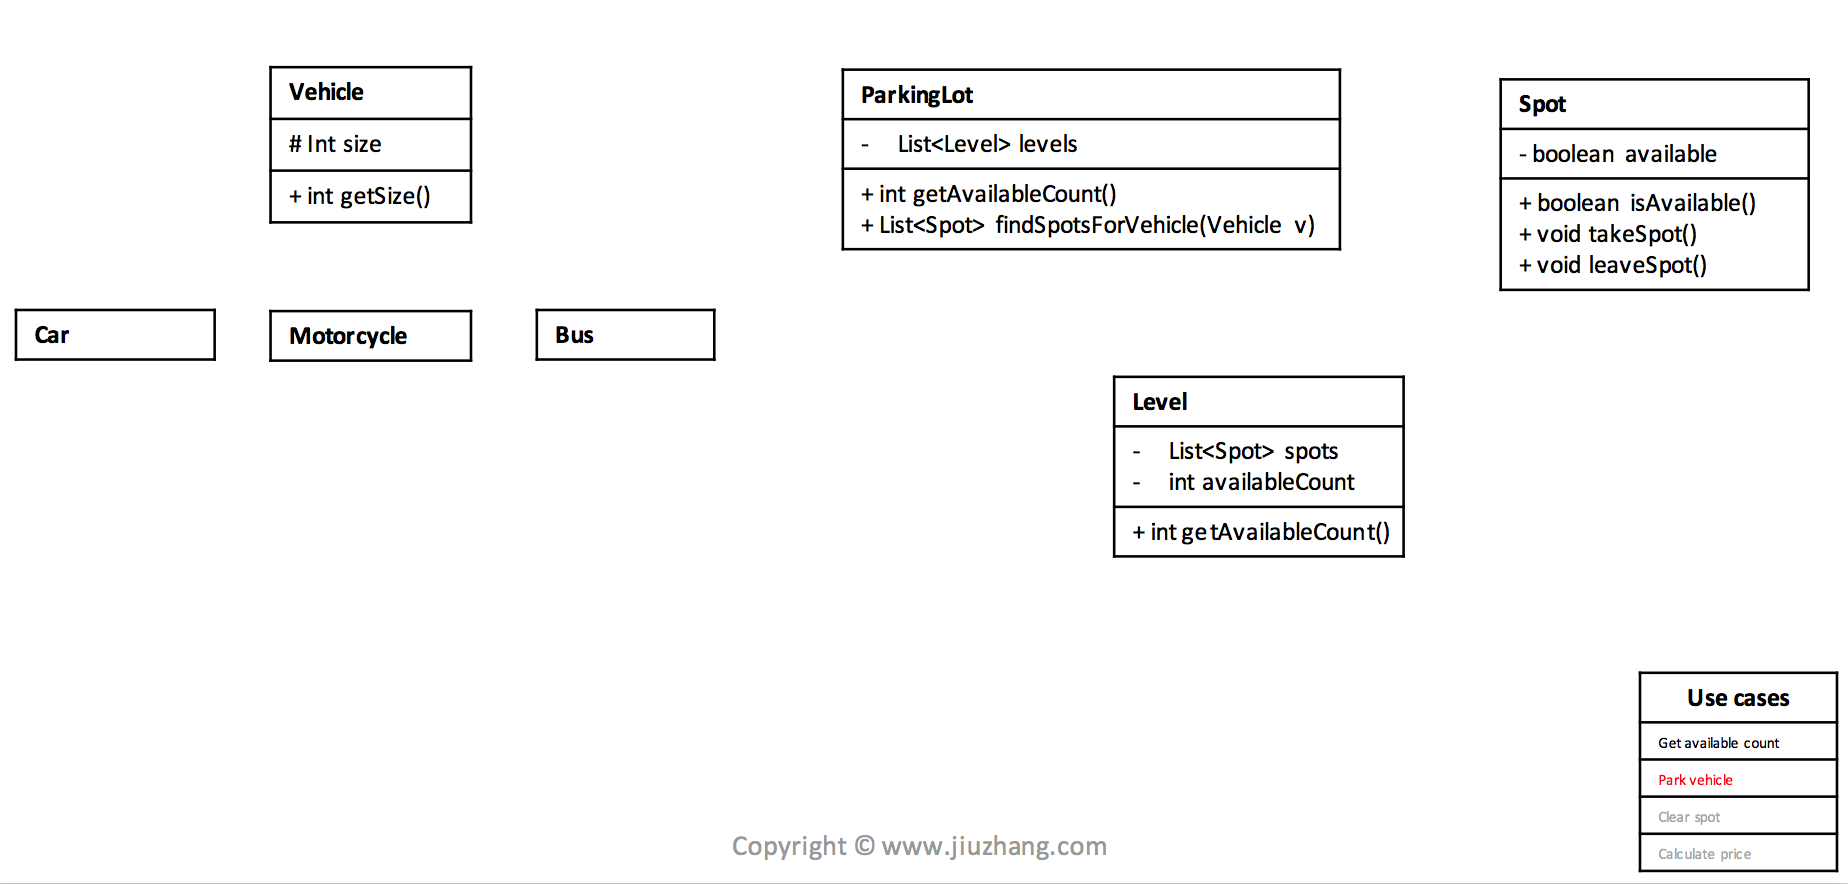 Vehicle
# Int size
+ int getSize()
Car
Motorcycle
Bus
ParkingLot
- List<Level> levels
+ int getAvailableCount()
+ List<Spot> findSpotsForVehicle(Vehicle v)
Level
- List<Spot> spots
- int availableCount
+ int getAvailableCount()
Spot
- boolean available
+ boolean isAvailable()
+ void takeSpot()
+ void leaveSpot()
Use cases
Get available count
Park vehicle
Clear spot
Calculate price
Copyright © www.jiuzhang.com